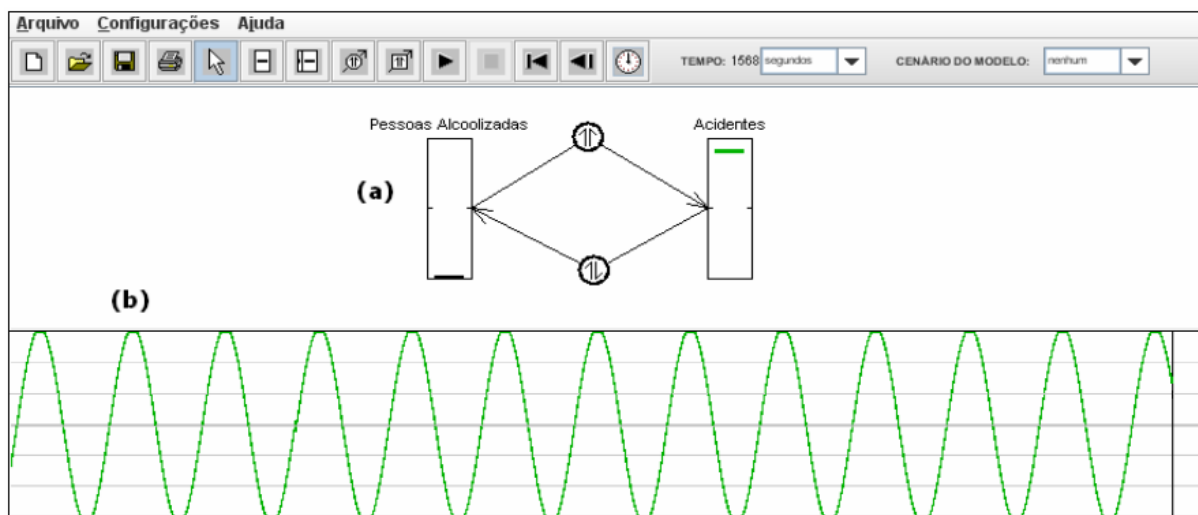 Arquivo Configurações Ajuda
TEMPO: 1568 segundos CENÁRIO DO MODELO: nenhum
Pessoas Alcoolizadas Acidentes
(a)
(b)